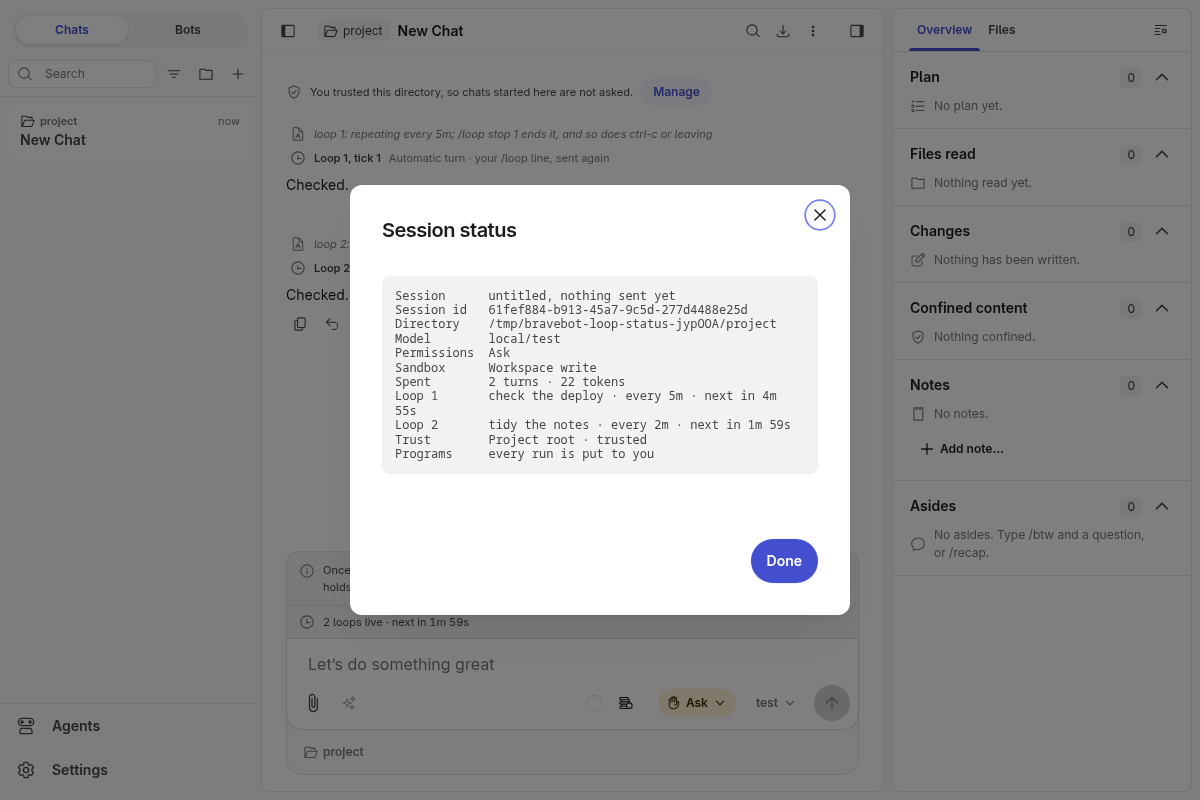 Chats
Bots
Search
project
now
New Chat
Agents
Settings
project New Chat
You trusted this directory, so chats started here are not asked.
Manage
loop 1: repeating every 5m; /loop stop 1 ends it, and so does ctrl-c or leaving
Loop 1, tick 1 Automatic turn · your /loop line, sent again
Checked.
loop 2:
Loop 2
Checked.
Session status
Session untitled, nothing sent yet
Session id 61fef884-b913-45a7-9c5d-277d4488e25d
Directory /tmp/bravebot-loop-status-jypOOA/project
Model local/test
Permissions Ask
Sandbox Workspace write
Spent 2 turns · 22 tokens
Loop 1 check the deploy · every 5m · next in 4m
55s
Loop 2 tidy the notes · every 2m · next in 1m 59s
Trust Project root · trusted
Programs every run is put to you
Done
Once
holds
2 loops live · next in 1m 59s
Let's do something great
Ask
test
project
Overview
Files
Plan 0
No plan yet.
Files read 0
Nothing read yet.
Changes 0
Nothing has been written.
Confined content 0
Nothing confined.
Notes 0
No notes.
Add note...
Asides 0
No asides. Type /btw and a question,
or /recap.